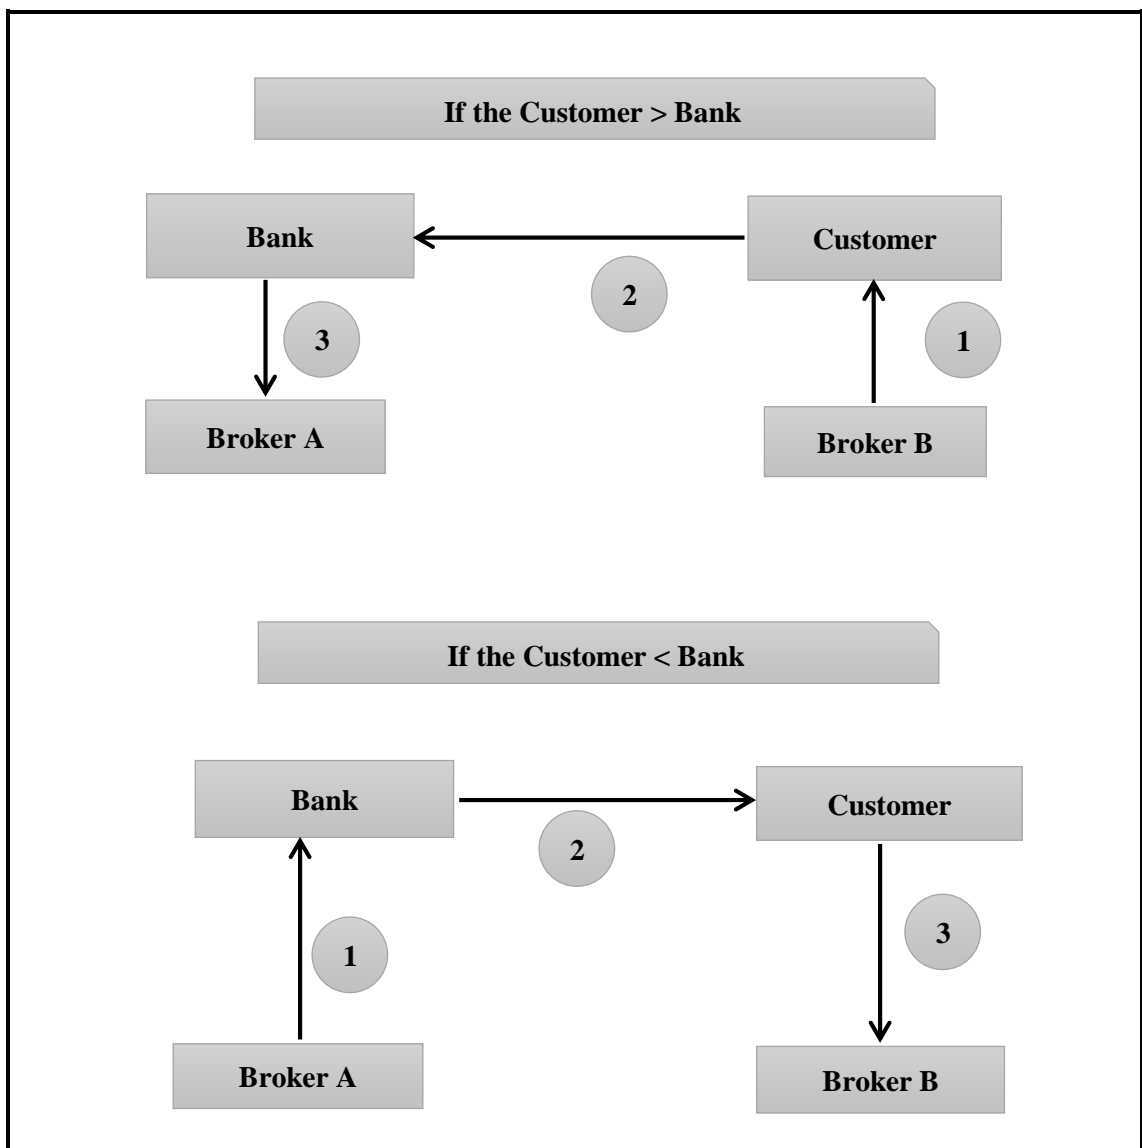 If the Customer > Bank
Bank
Customer
2
3
1
Broker A
Broker B
If the Customer < Bank
Bank
Customer
2
3
1
Broker A
Broker B